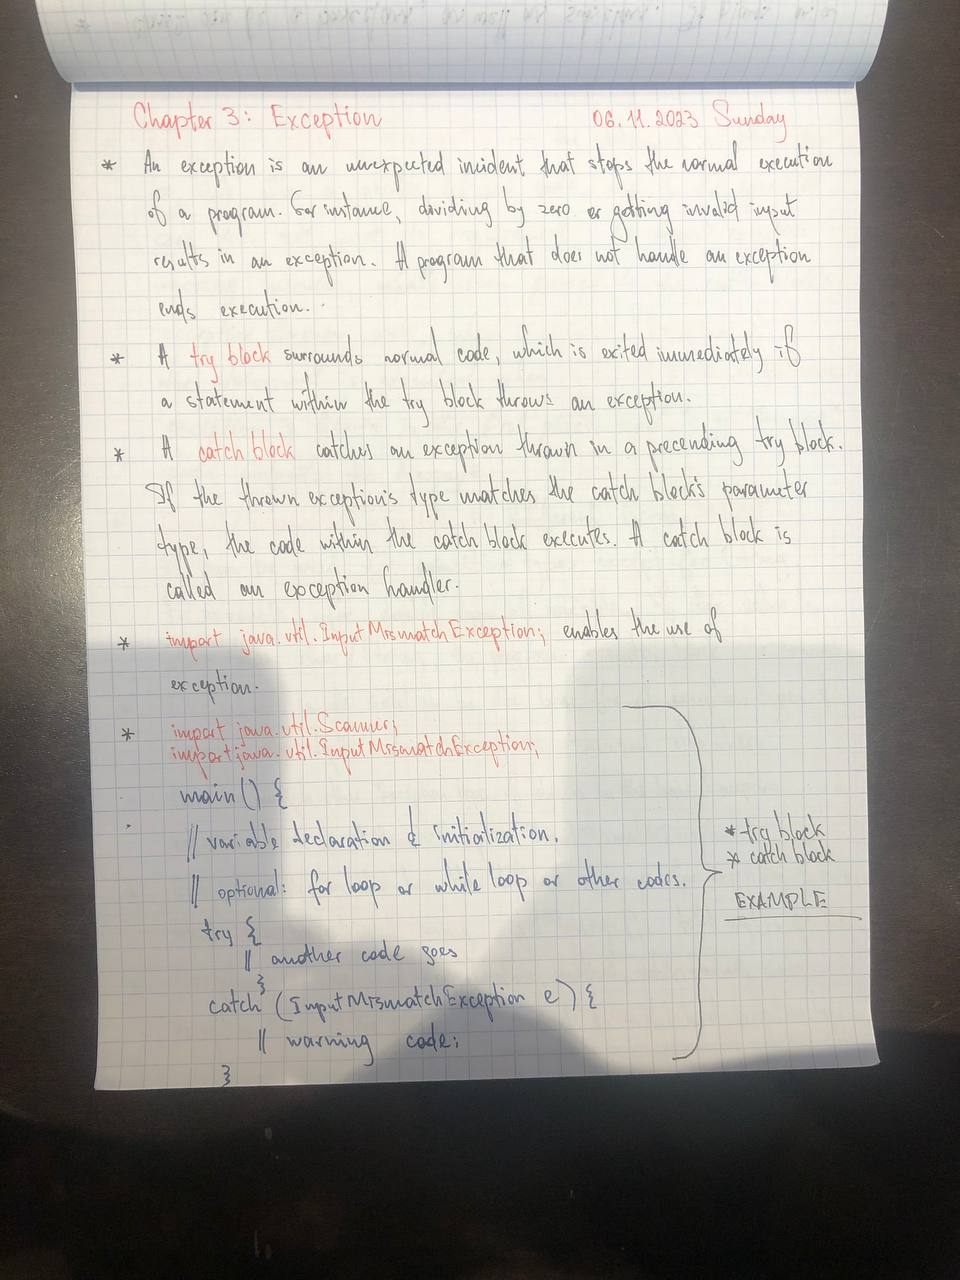 Chapter 3: Exception 06.11.2023 Sunday
* An exception is an unexpected incident that stops the normal execution
of a program. For instance, dividing by zero or getting invalid input
results in an exception. A program that does not handle an exception
ends execution.
* A try block surrounds normal code, which is exited immediately if
a statement within the try block throws an exception.
* A catch block catches an exception thrown in a precending try block.
If the thrown exception's type matches the catch block's parameter
type, the code within the catch block executes. A catch block is
called an exception handler.
* import java.util.InputMismatchException; enables the use of
exception.
* import java.util.Scanner;
import java.util.InputMismatchException;
main() {
// variable declaration & initialization.
// optional: for loop or while loop or other codes.
try {
// another code goes
}
catch (InputMismatchException e) {
// warning code;
}
* try block
* catch block
EXAMPLE